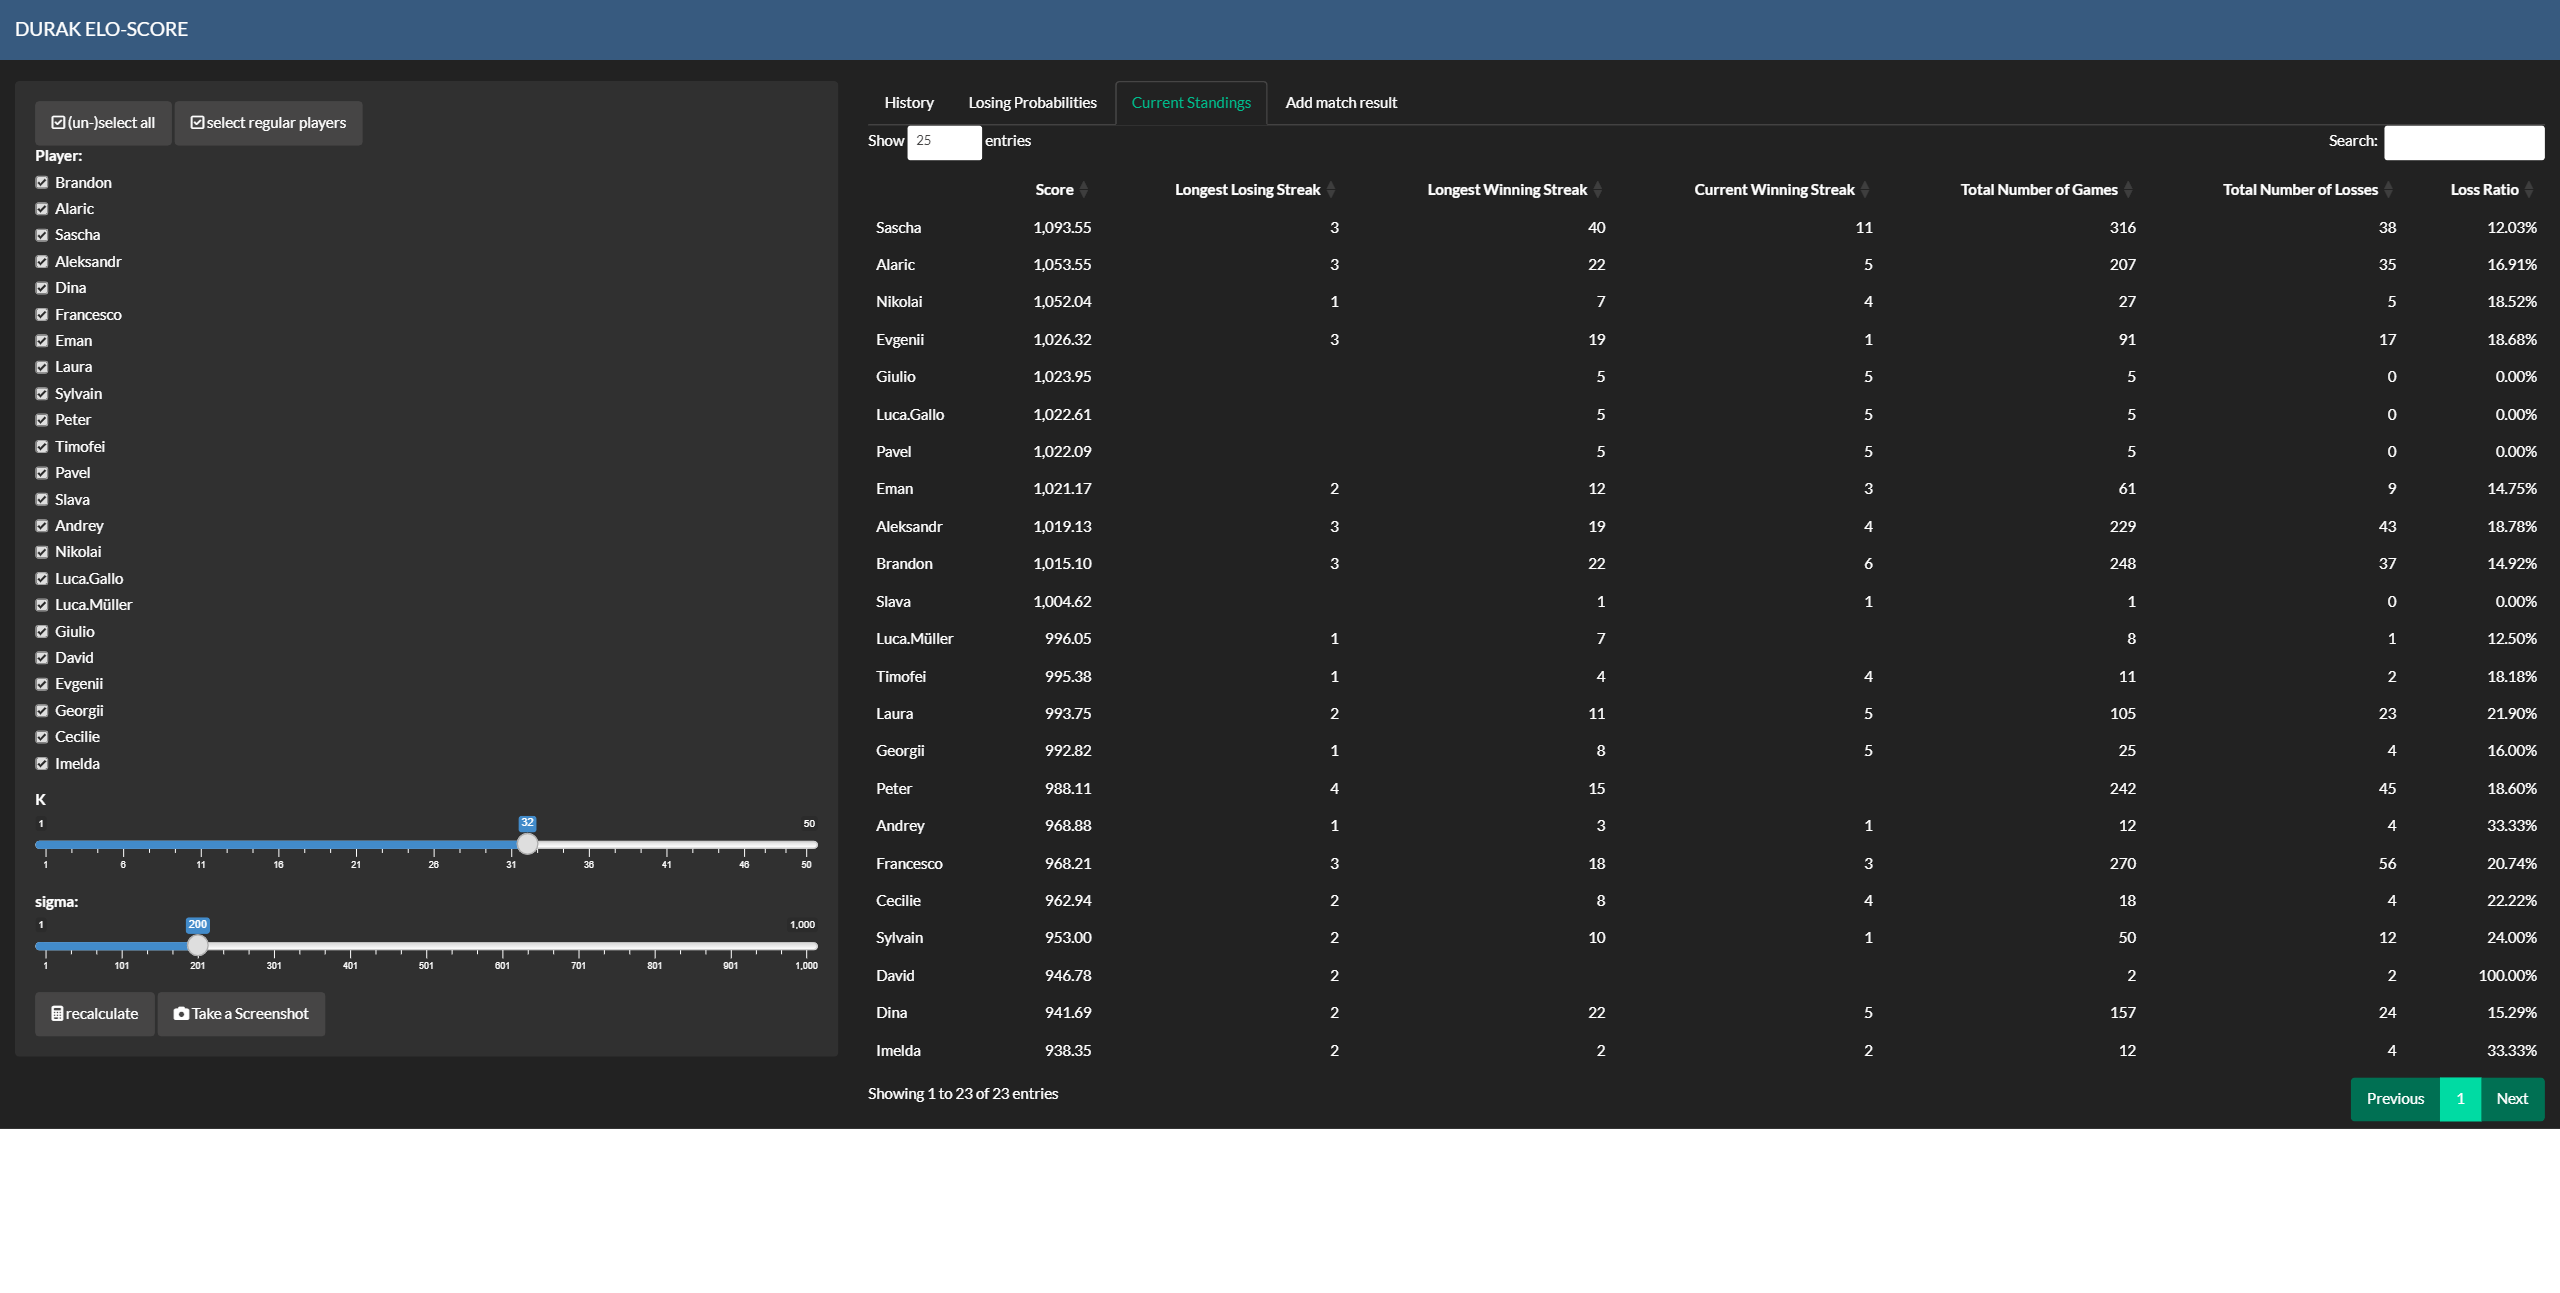 DURAK ELO-SCORE
(un-)select all select regular players
Player:
Brandon
Alaric
Sascha
Aleksandr
Dina
Francesco
Eman
Laura
Sylvain
Peter
Timofei
Pavel
Slava
Andrey
Nikolai
Luca.Gallo
Luca.Müller
Giulio
David
Evgenii
Georgii
Cecilie
Imelda
K
1 32 50
1 6 11 16 21 26 31 36 41 46 50
sigma:
1 200 1,000
1 101 201 301 401 501 601 701 801 901 1,000
recalculate Take a Screenshot
History Losing Probabilities Current Standings Add match result
Show 25 entries Search:
Score Longest Losing Streak Longest Winning Streak Current Winning Streak Total Number of Games Total Number of Losses Loss Ratio
Sascha 1,093.55 3 40 11 316 38 12.03%
Alaric 1,053.55 3 22 5 207 35 16.91%
Nikolai 1,052.04 1 7 4 27 5 18.52%
Evgenii 1,026.32 3 19 1 91 17 18.68%
Giulio 1,023.95 5 5 5 0 0.00%
Luca.Gallo 1,022.61 5 5 5 0 0.00%
Pavel 1,022.09 5 5 5 0 0.00%
Eman 1,021.17 2 12 3 61 9 14.75%
Aleksandr 1,019.13 3 19 4 229 43 18.78%
Brandon 1,015.10 3 22 6 248 37 14.92%
Slava 1,004.62 1 1 1 0 0.00%
Luca.Müller 996.05 1 7 8 1 12.50%
Timofei 995.38 1 4 4 11 2 18.18%
Laura 993.75 2 11 5 105 23 21.90%
Georgii 992.82 1 8 5 25 4 16.00%
Peter 988.11 4 15 242 45 18.60%
Andrey 968.88 1 3 1 12 4 33.33%
Francesco 968.21 3 18 3 270 56 20.74%
Cecilie 962.94 2 8 4 18 4 22.22%
Sylvain 953.00 2 10 1 50 12 24.00%
David 946.78 2 2 2 100.00%
Dina 941.69 2 22 5 157 24 15.29%
Imelda 938.35 2 2 2 12 4 33.33%
Showing 1 to 23 of 23 entries
Previous 1 Next